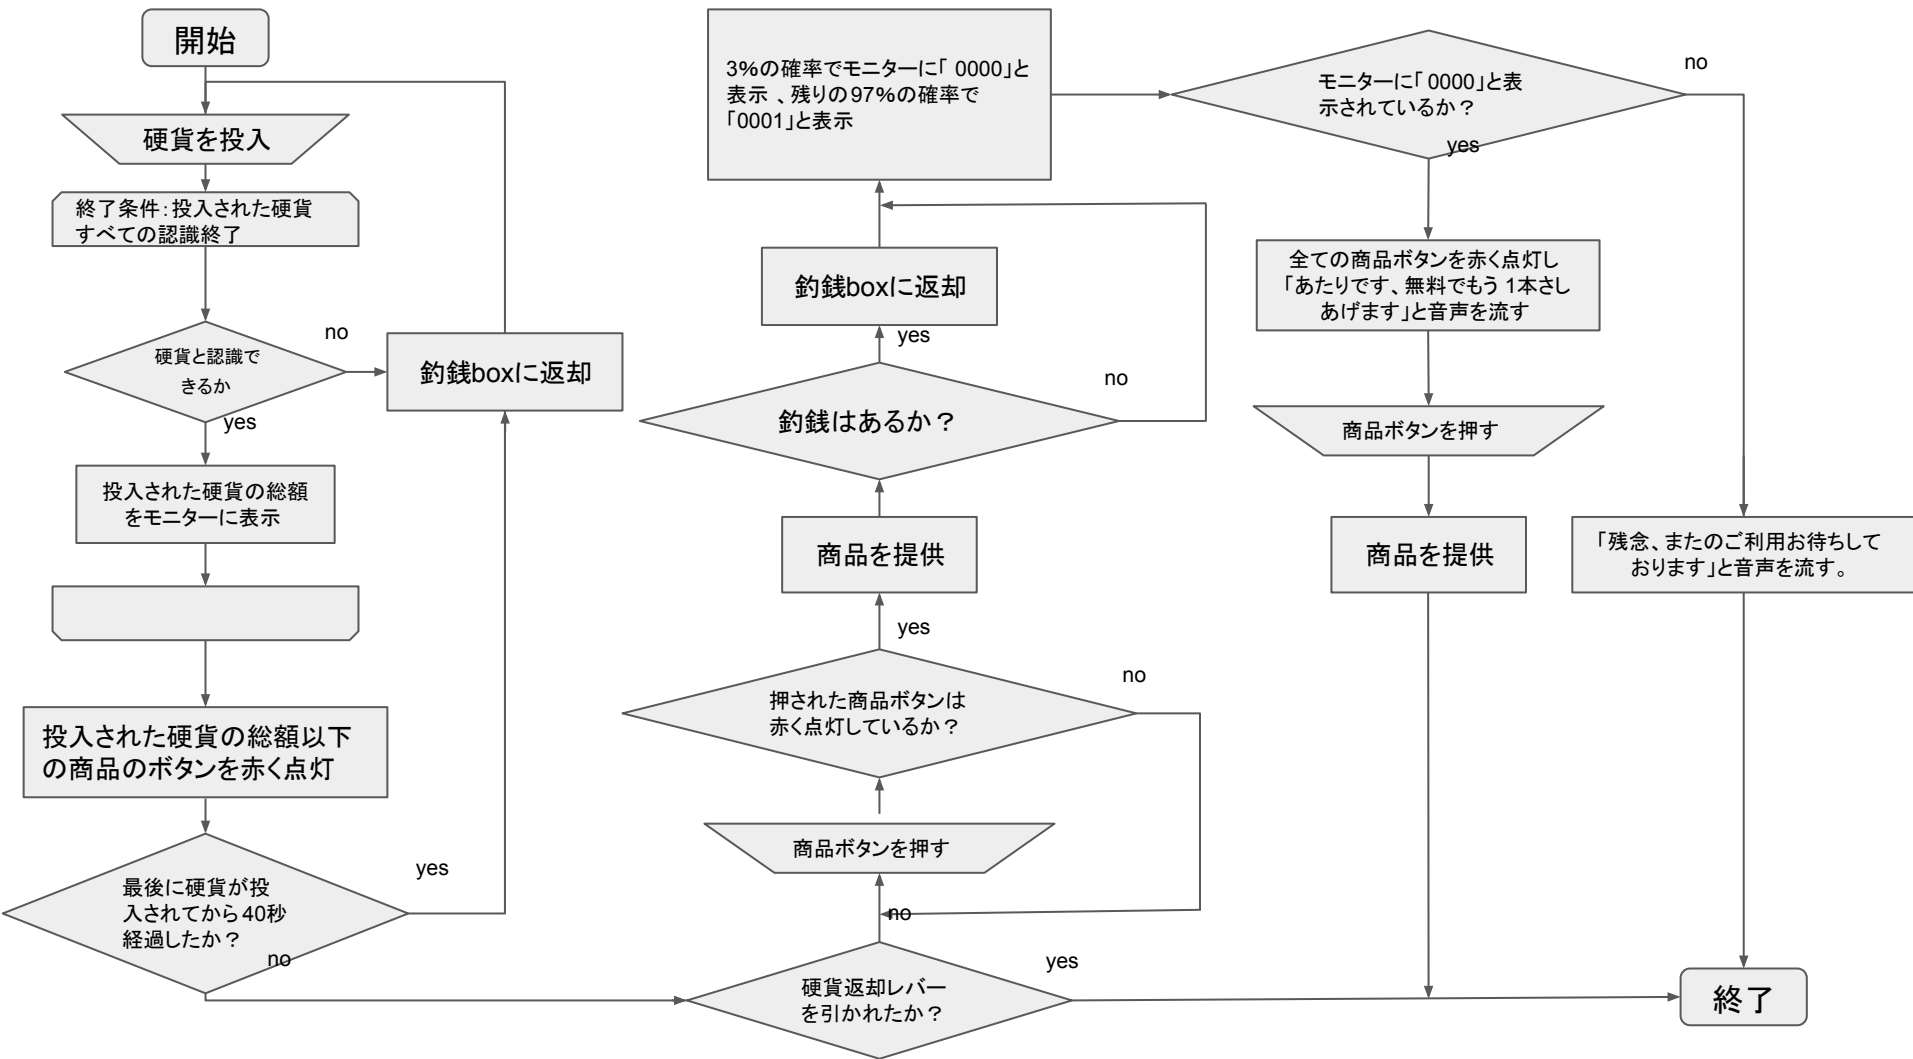 開始
硬貨を投入
終了条件：投入された硬貨
すべての認識終了
硬貨と認識で
きるか
no
yes
釣銭boxに返却
投入された硬貨の総額
をモニターに表示
投入された硬貨の総額以下
の商品のボタンを赤く点灯
最後に硬貨が投
入されてから40秒
経過したか？
yes
no
硬貨返却レバー
を引かれたか？
yes
no
商品ボタンを押す
押された商品ボタンは
赤く点灯しているか？
no
yes
商品を提供
釣銭はあるか？
no
yes
釣銭boxに返却
3%の確率でモニターに「0000」と
表示 、残りの97%の確率で
「0001」と表示
モニターに「0000」と表
示されているか？
no
yes
全ての商品ボタンを赤く点灯し
「あたりです、無料でもう1本さし
あげます」と音声を流す
商品ボタンを押す
商品を提供
「残念、またのご利用お待ちして
おります」と音声を流す。
終了